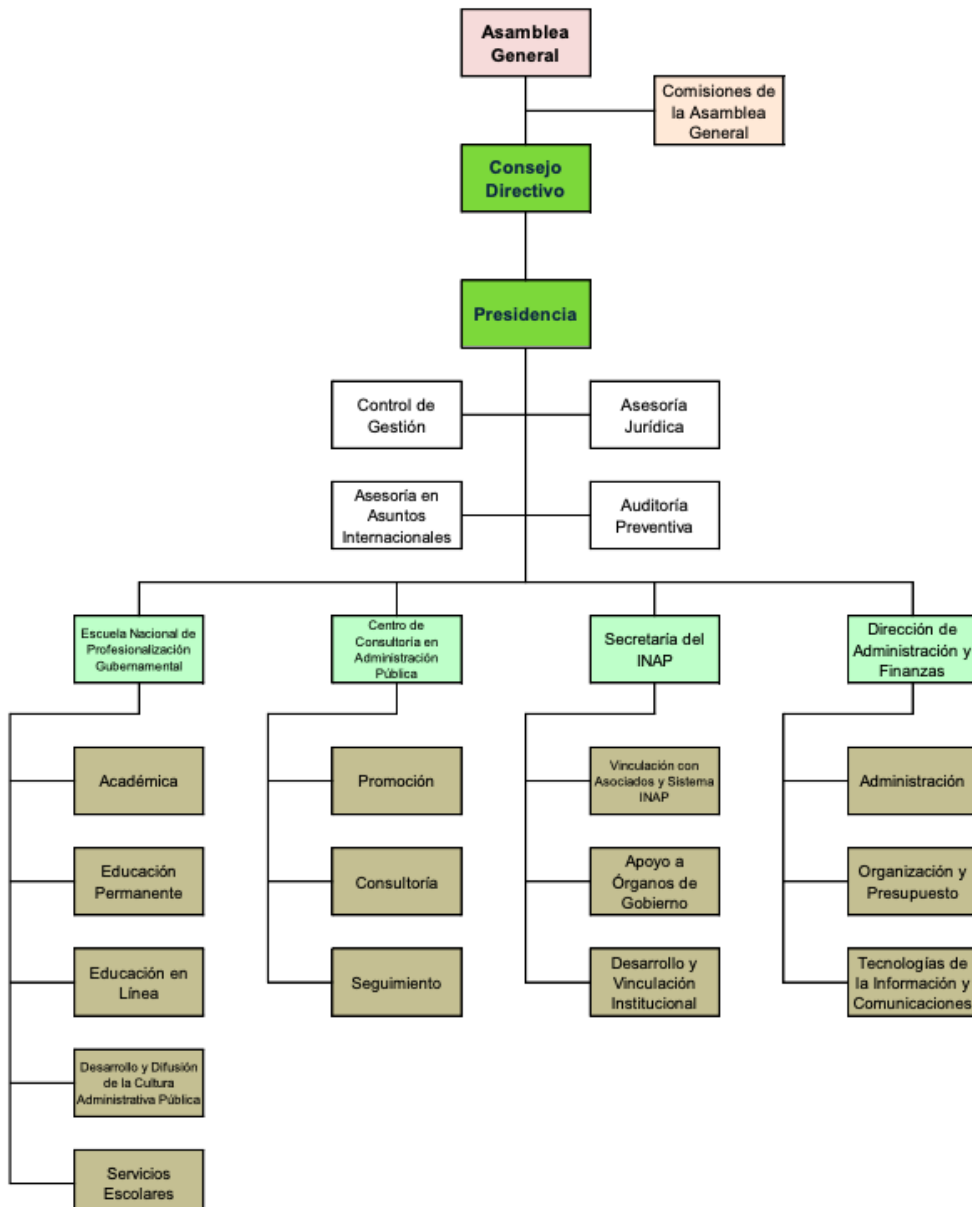 Asamblea
General
Comisiones de
la Asamblea
General
Consejo
Directivo
Presidencia
Control de
Gestión
Asesoría
Jurídica
Asesoría en
Asuntos
Internacionales
Auditoría
Preventiva
Escuela Nacional de
Profesionalización
Gubernamental
Centro de
Consultoría en
Administración
Pública
Secretaría del
INAP
Dirección de
Administración y
Finanzas
Académica
Promoción
Vinculación con
Asociados y Sistema
INAP
Administración
Educación
Permanente
Consultoría
Apoyo a
Órganos de
Gobierno
Organización y
Presupuesto
Educación en
Línea
Seguimiento
Desarrollo y
Vinculación
Institucional
Tecnologías de
la Información y
Comunicaciones
Desarrollo y Difusión
de la Cultura
Administrativa Pública
Servicios
Escolares